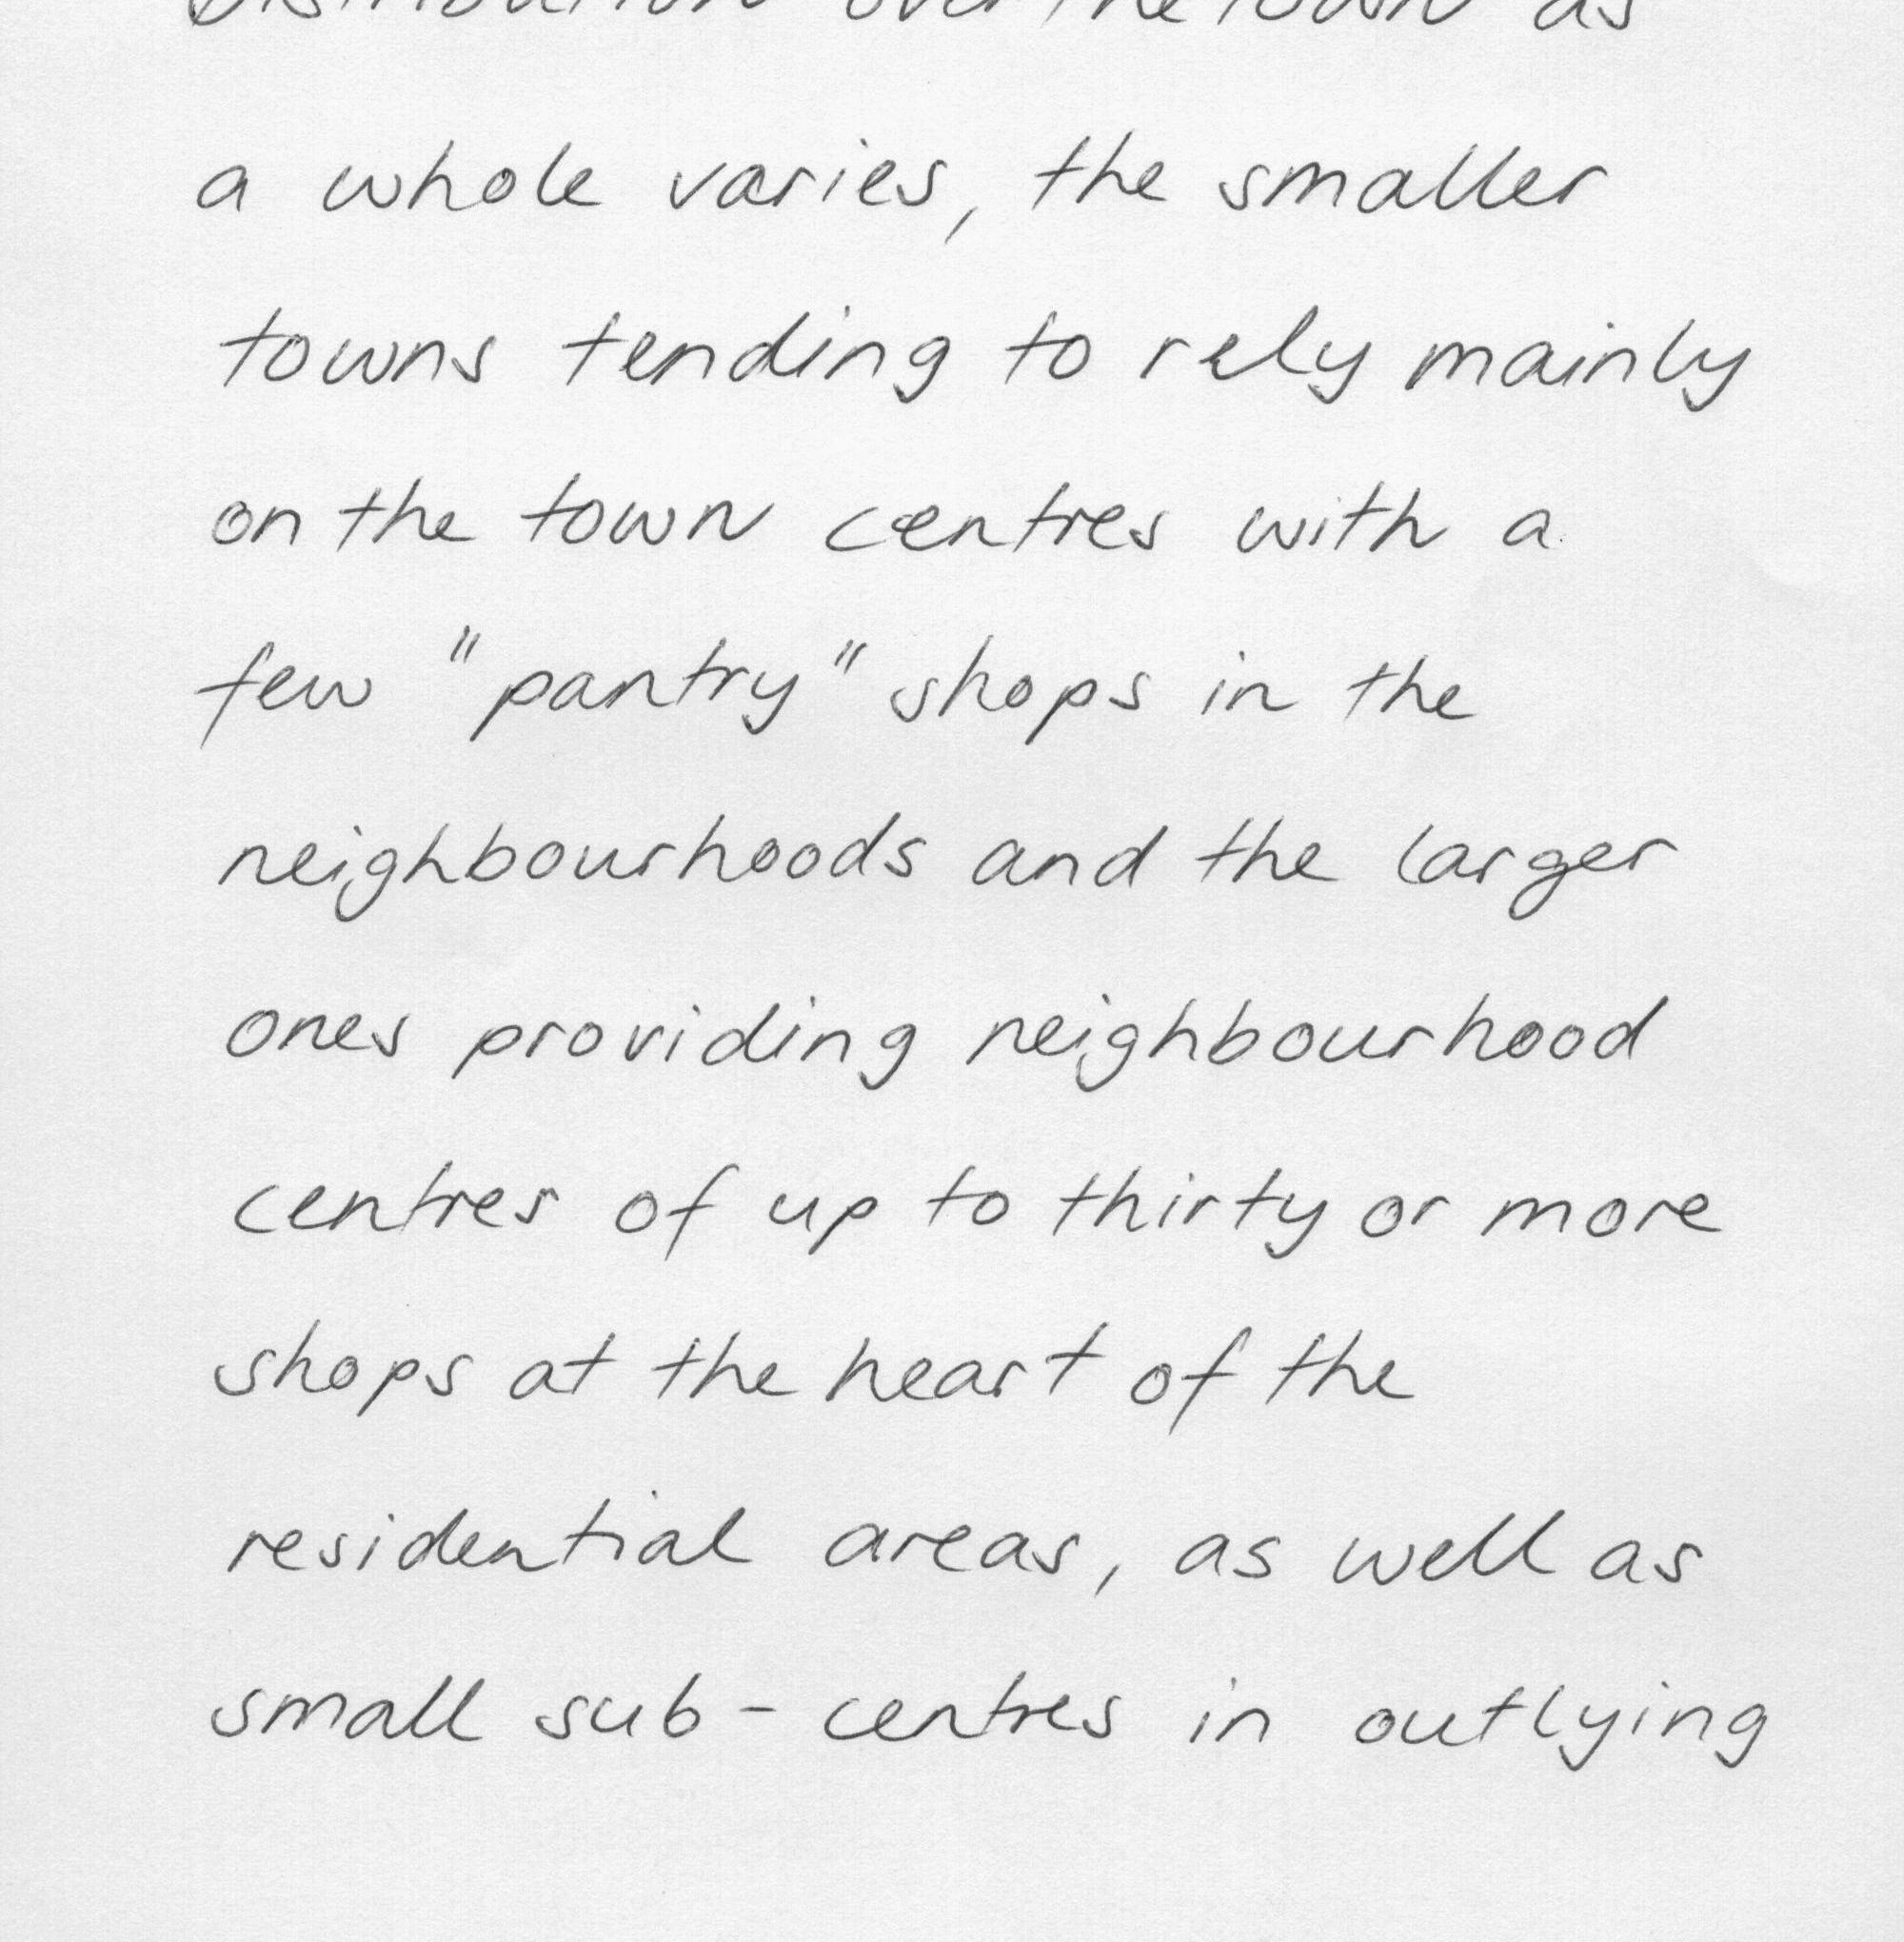 Distribution over the town as
a whole varies, the smaller
towns tending to rely mainly
on the town centres with a
few "pantry" shops in the
neighbourhoods and the larger
ones providing neighbourhood
centres of up to thirty or more
shops at the heart of the
residential areas, as well as
small sub-centres in outlying